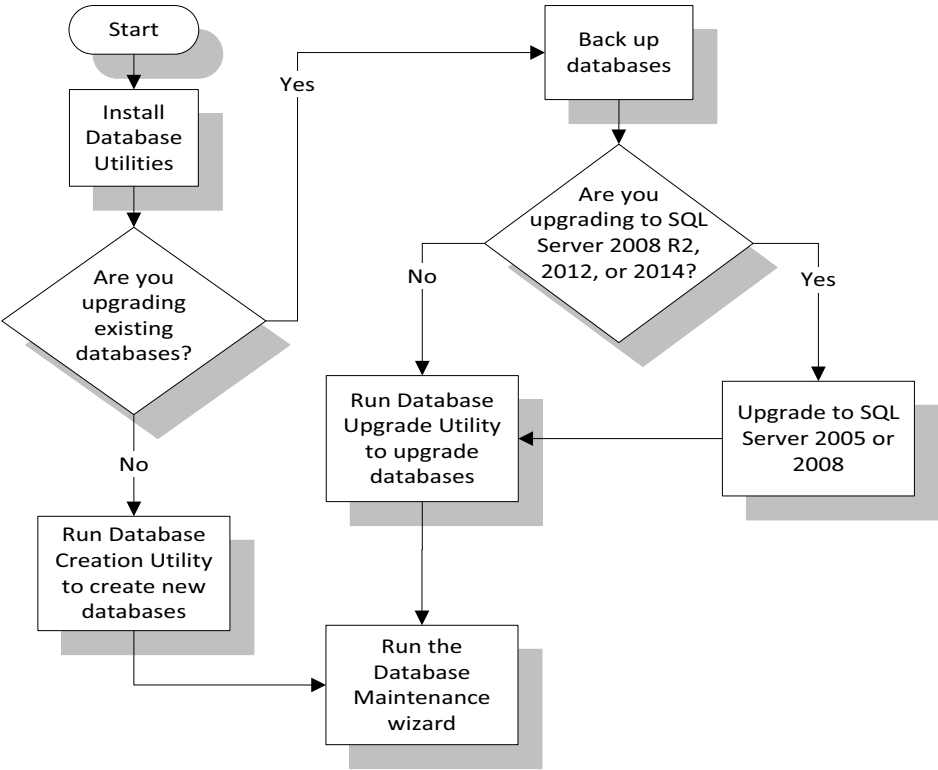 Start
Install
Database
Utilities
Are you
upgrading
existing
databases?
Yes
No
Run Database
Creation Utility
to create new
databases
Back up
databases
Are you
upgrading to SQL
Server 2008 R2,
2012, or 2014?
No
Yes
Run Database
Upgrade Utility
to upgrade
databases
Upgrade to SQL
Server 2005 or
2008
Run the
Database
Maintenance
wizard